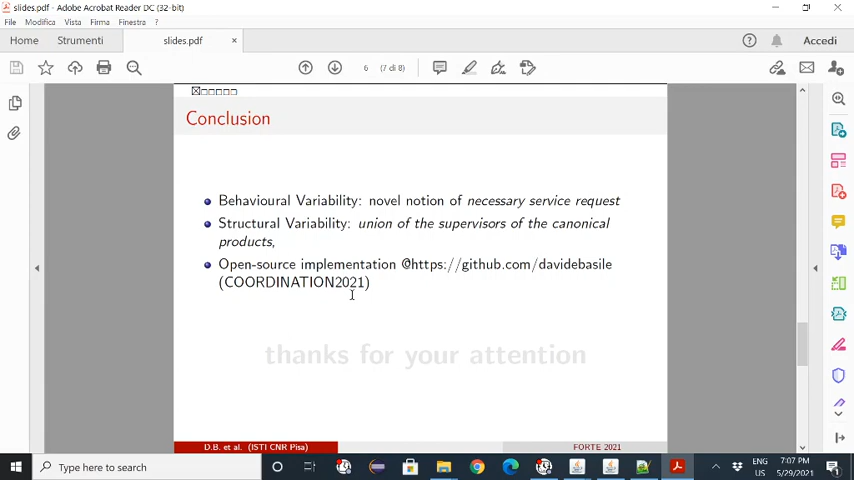 slides.pdf - Adobe Acrobat Reader DC (32-bit)
File Modifica Vista Firma Finestra ?
Home Strumenti slides.pdf × Accedi
6 (7 di 8)
Conclusion
Behavioural Variability: novel notion of necessary service request
Structural Variability: union of the supervisors of the canonical
products,
Open-source implementation @https://github.com/davidebasile
(COORDINATION2021)
thanks for your attention
D.B. et al. (ISTI CNR Pisa) FORTE 2021
Type here to search
ENG 7:07 PM
US 5/29/2021